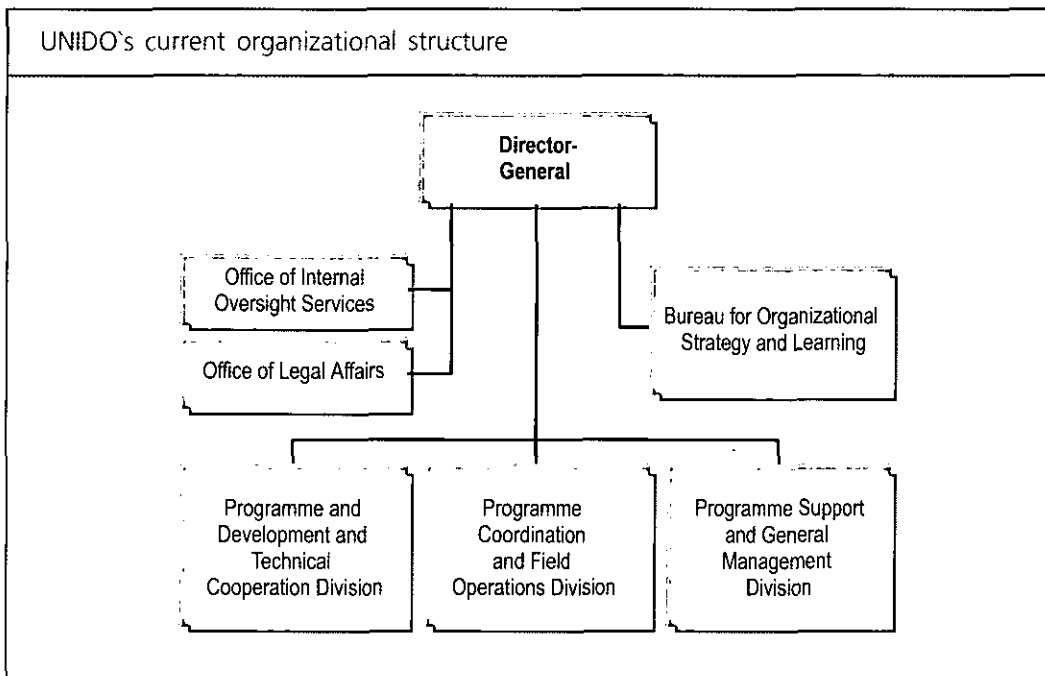 UNIDO`s current organizational structure
Director-
General
Office of Internal
Oversight Services
Office of Legal Affairs
Bureau for Organizational
Strategy and Learning
Programme and
Development and
Technical
Cooperation Division
Programme
Coordination
and Field
Operations Division
Programme Support
and General
Management
Division